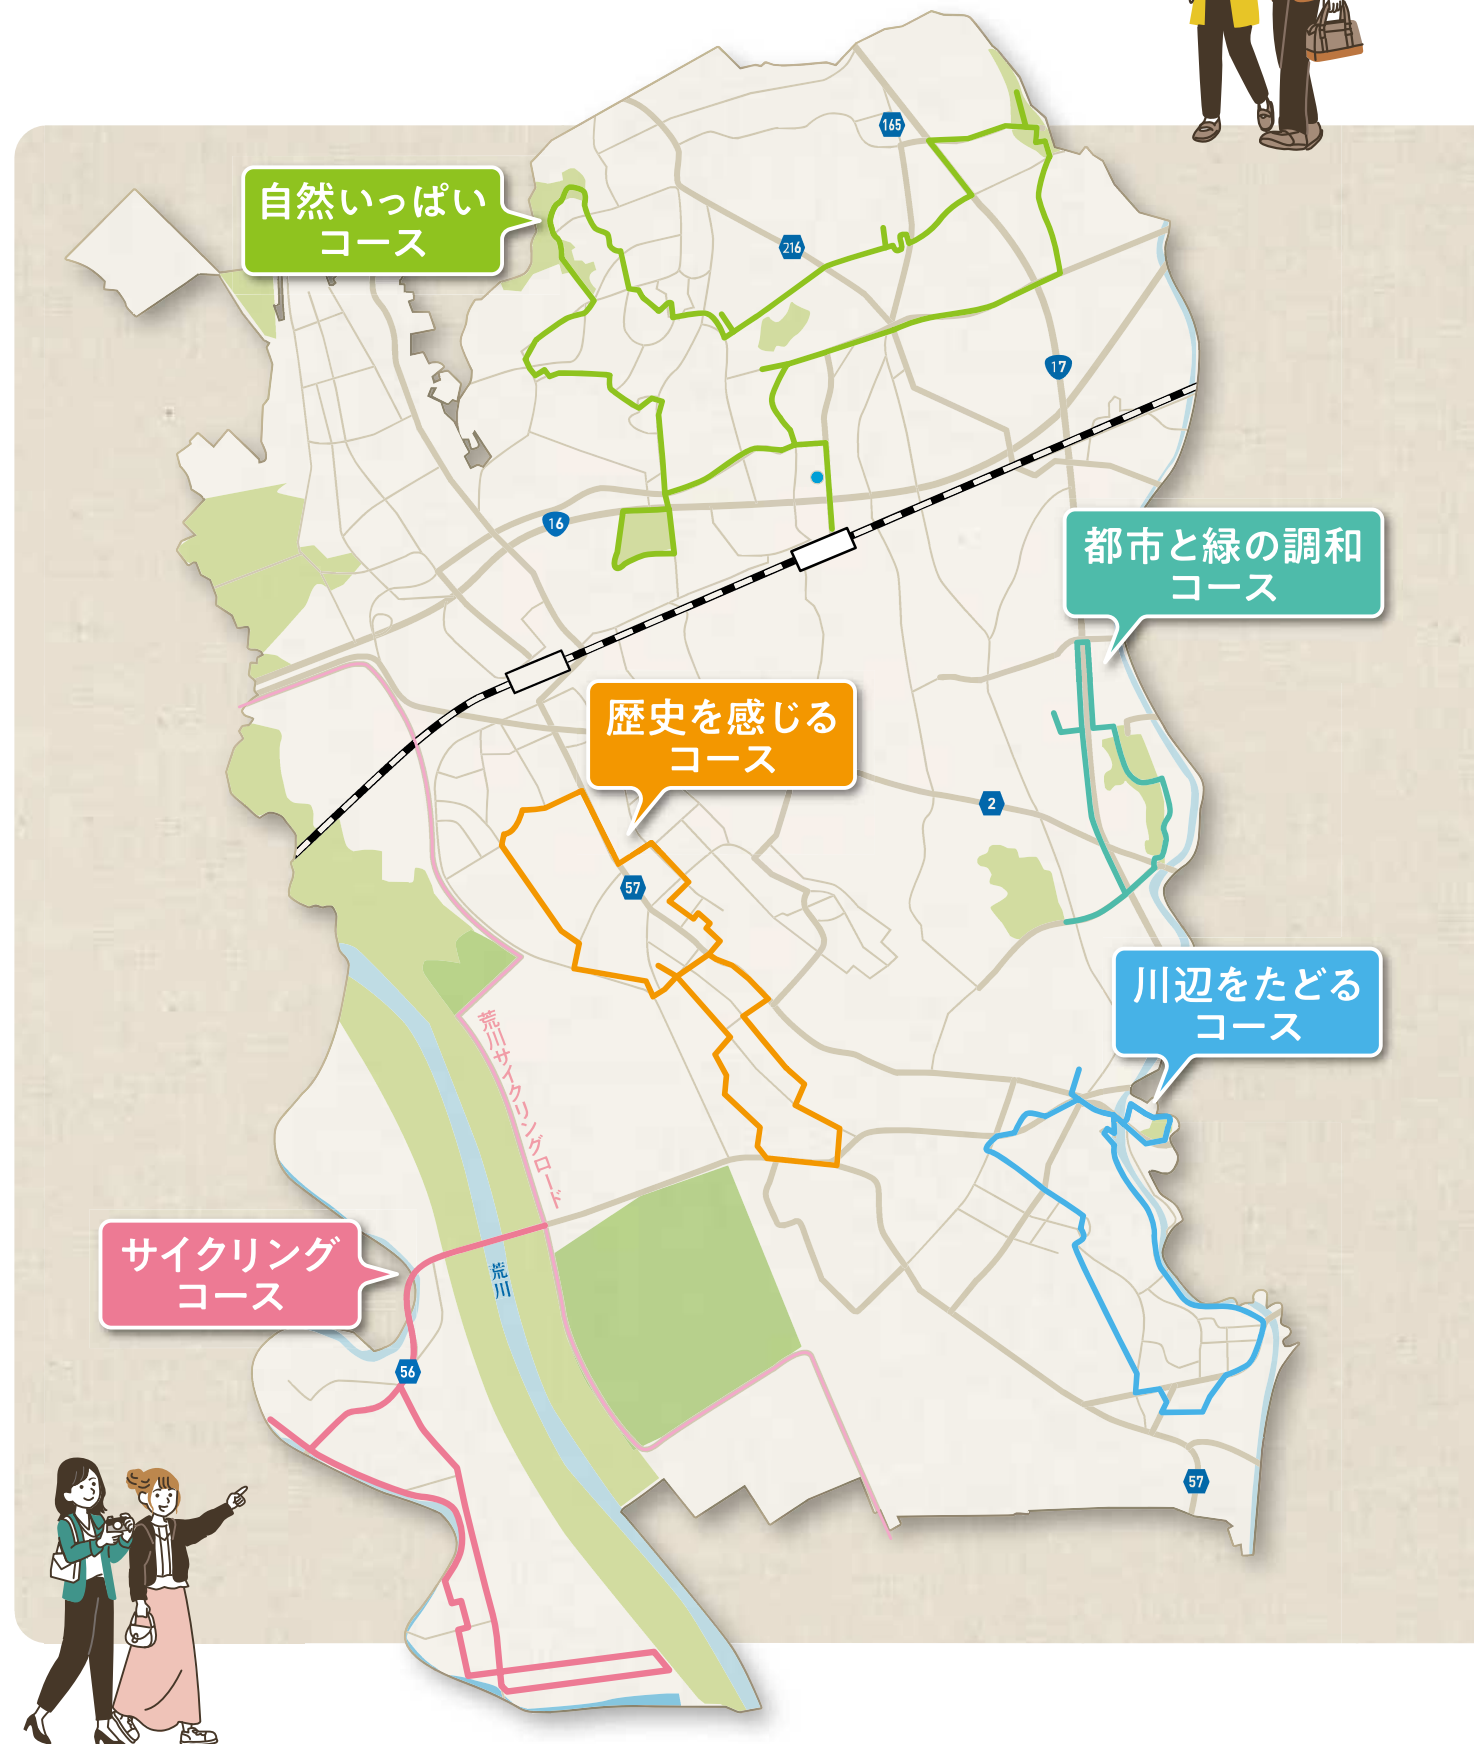 165
自然いっぱい
コース
216
17
16
都市と緑の調和
コース
歴史を感じる
コース
2
57
川辺をたどる
コース
荒川サイクリングロード
サイクリング
コース
荒川
56
57